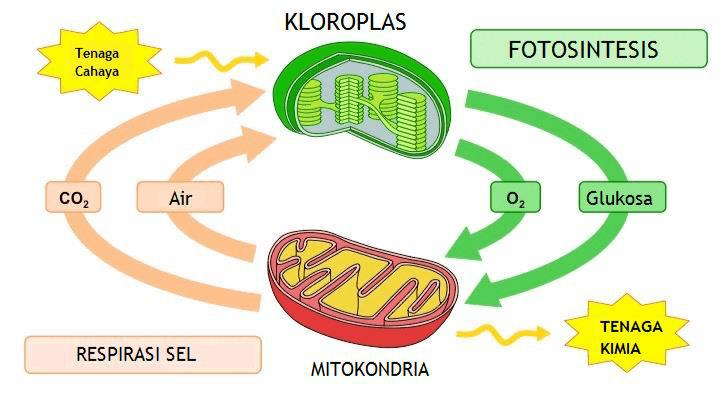 KLOROPLAS
FOTOSINTESIS
Tenaga
Cahaya
CO₂
Air
O₂
Glukosa
TENAGA
KIMIA
RESPIRASI SEL
MITOKONDRIA